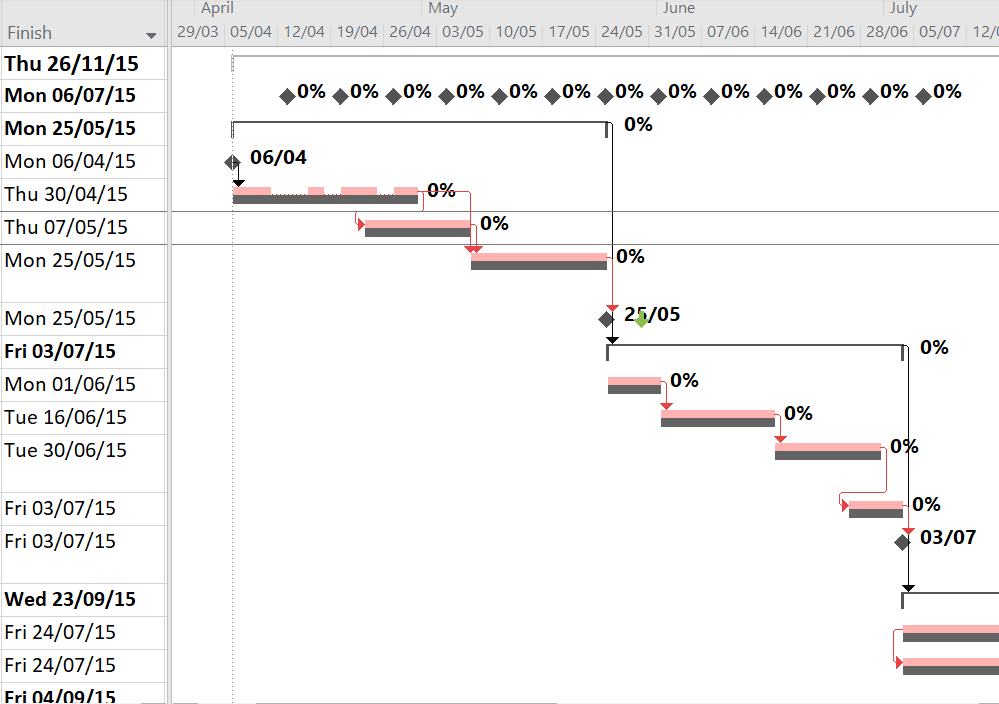 April May June July
Finish 29/03 05/04 12/04 19/04 26/04 03/05 10/05 17/05 24/05 31/05 07/06 14/06 21/06 28/06 05/07 12/0
Thu 26/11/15
Mon 06/07/15 0% 0% 0% 0% 0% 0% 0% 0% 0% 0% 0% 0% 0%
Mon 25/05/15 0%
Mon 06/04/15 06/04
Thu 30/04/15 0%
Thu 07/05/15 0%
Mon 25/05/15 0%
Mon 25/05/15 25/05
Fri 03/07/15 0%
Mon 01/06/15 0%
Tue 16/06/15 0%
Tue 30/06/15 0%
Fri 03/07/15 0%
Fri 03/07/15 03/07
Wed 23/09/15
Fri 24/07/15
Fri 24/07/15
Fri 04/09/15